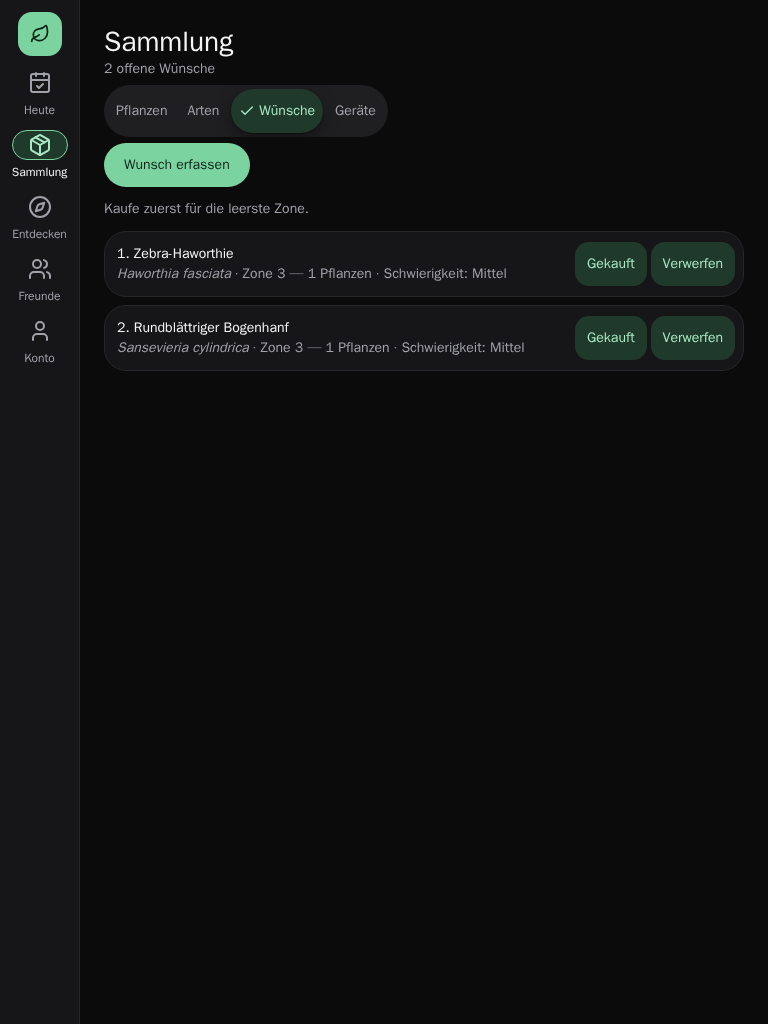 Sammlung
2 offene Wünsche
Pflanzen Arten Wünsche Geräte
Wunsch erfassen
Kaufe zuerst für die leerste Zone.
1. Zebra-Haworthie
Haworthia fasciata · Zone 3 — 1 Pflanzen · Schwierigkeit: Mittel
Gekauft Verwerfen
2. Rundblättriger Bogenhanf
Sansevieria cylindrica · Zone 3 — 1 Pflanzen · Schwierigkeit: Mittel
Gekauft Verwerfen
Heute
Sammlung
Entdecken
Freunde
Konto